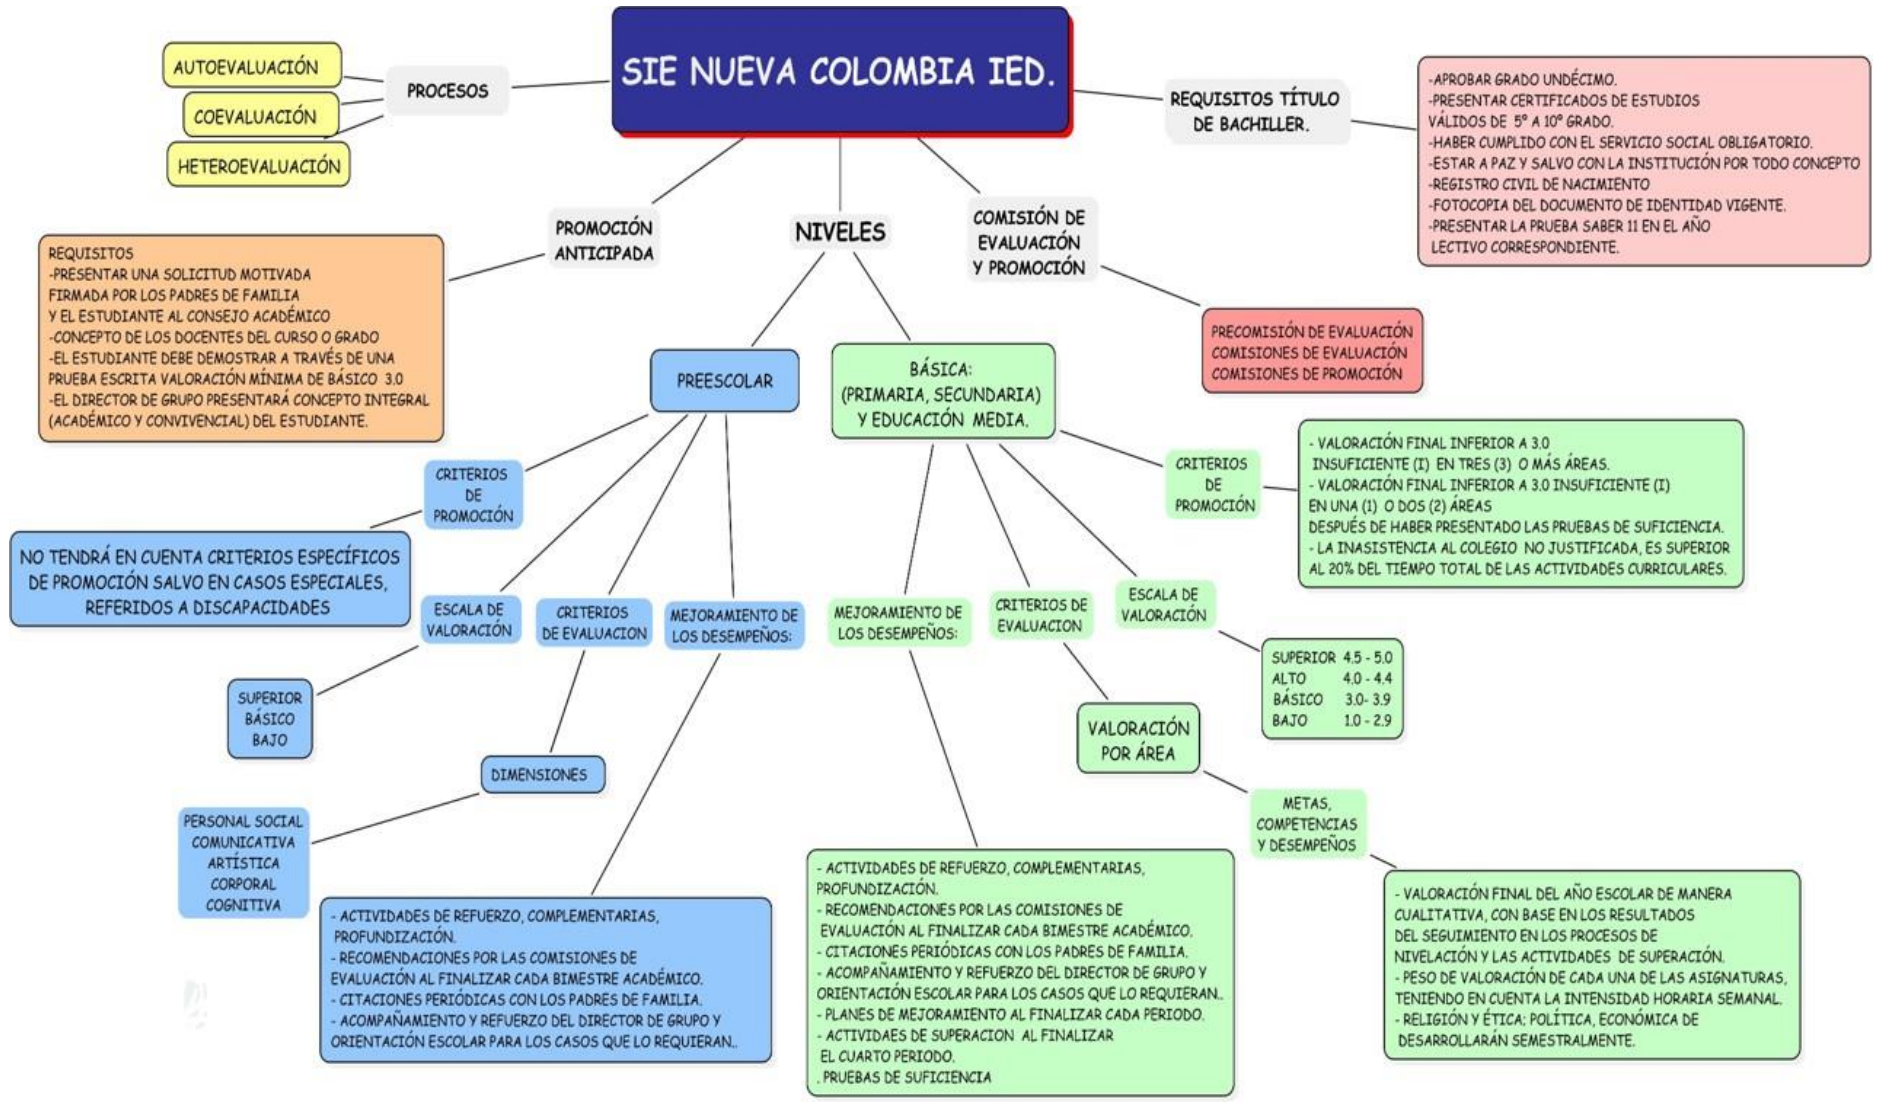 SIE NUEVA COLOMBIA IED.
PROCESOS
AUTOEVALUACIÓN
COEVALUACIÓN
HETEROEVALUACIÓN
REQUISITOS TÍTULO
DE BACHILLER.
-APROBAR GRADO UNDÉCIMO.
-PRESENTAR CERTIFICADOS DE ESTUDIOS
VÁLIDOS DE 5º A 10º GRADO.
-HABER CUMPLIDO CON EL SERVICIO SOCIAL OBLIGATORIO.
-ESTAR A PAZ Y SALVO CON LA INSTITUCIÓN POR TODO CONCEPTO
-REGISTRO CIVIL DE NACIMIENTO
-FOTOCOPIA DEL DOCUMENTO DE IDENTIDAD VIGENTE.
-PRESENTAR LA PRUEBA SABER 11 EN EL AÑO
LECTIVO CORRESPONDIENTE.
PROMOCIÓN
ANTICIPADA
REQUISITOS
-PRESENTAR UNA SOLICITUD MOTIVADA
FIRMADA POR LOS PADRES DE FAMILIA
Y EL ESTUDIANTE AL CONSEJO ACADÉMICO
-CONCEPTO DE LOS DOCENTES DEL CURSO O GRADO
-EL ESTUDIANTE DEBE DEMOSTRAR A TRAVÉS DE UNA
PRUEBA ESCRITA VALORACIÓN MÍNIMA DE BÁSICO 3.0
-EL DIRECTOR DE GRUPO PRESENTARÁ CONCEPTO INTEGRAL
(ACADÉMICO Y CONVIVENCIAL) DEL ESTUDIANTE.
NIVELES
COMISIÓN DE
EVALUACIÓN
Y PROMOCIÓN
PRECOMISIÓN DE EVALUACIÓN
COMISIONES DE EVALUACIÓN
COMISIONES DE PROMOCIÓN
PREESCOLAR
CRITERIOS
DE
PROMOCIÓN
NO TENDRÁ EN CUENTA CRITERIOS ESPECÍFICOS
DE PROMOCIÓN SALVO EN CASOS ESPECIALES,
REFERIDOS A DISCAPACIDADES
ESCALA DE
VALORACIÓN
SUPERIOR
BÁSICO
BAJO
CRITERIOS
DE EVALUACION
DIMENSIONES
PERSONAL SOCIAL
COMUNICATIVA
ARTÍSTICA
CORPORAL
COGNITIVA
MEJORAMIENTO DE
LOS DESEMPEÑOS:
- ACTIVIDADES DE REFUERZO, COMPLEMENTARIAS,
PROFUNDIZACIÓN.
- RECOMENDACIONES POR LAS COMISIONES DE
EVALUACIÓN AL FINALIZAR CADA BIMESTRE ACADÉMICO.
- CITACIONES PERIÓDICAS CON LOS PADRES DE FAMILIA.
- ACOMPAÑAMIENTO Y REFUERZO DEL DIRECTOR DE GRUPO Y
ORIENTACIÓN ESCOLAR PARA LOS CASOS QUE LO REQUIERAN..
BÁSICA:
(PRIMARIA, SECUNDARIA)
Y EDUCACIÓN MEDIA.
MEJORAMIENTO DE
LOS DESEMPEÑOS:
- ACTIVIDADES DE REFUERZO, COMPLEMENTARIAS,
PROFUNDIZACIÓN.
- RECOMENDACIONES POR LAS COMISIONES DE
EVALUACIÓN AL FINALIZAR CADA BIMESTRE ACADÉMICO.
- CITACIONES PERIÓDICAS CON LOS PADRES DE FAMILIA.
- ACOMPAÑAMIENTO Y REFUERZO DEL DIRECTOR DE GRUPO Y
ORIENTACIÓN ESCOLAR PARA LOS CASOS QUE LO REQUIERAN..
- PLANES DE MEJORAMIENTO AL FINALIZAR CADA PERIODO.
- ACTIVIDAES DE SUPERACION AL FINALIZAR
EL CUARTO PERIODO.
. PRUEBAS DE SUFICIENCIA
CRITERIOS DE
EVALUACION
VALORACIÓN
POR ÁREA
METAS,
COMPETENCIAS
Y DESEMPEÑOS
- VALORACIÓN FINAL DEL AÑO ESCOLAR DE MANERA
CUALITATIVA, CON BASE EN LOS RESULTADOS
DEL SEGUIMIENTO EN LOS PROCESOS DE
NIVELACIÓN Y LAS ACTIVIDADES DE SUPERACIÓN.
- PESO DE VALORACIÓN DE CADA UNA DE LAS ASIGNATURAS,
TENIENDO EN CUENTA LA INTENSIDAD HORARIA SEMANAL.
- RELIGIÓN Y ÉTICA; POLÍTICA, ECONÓMICA DE
DESARROLLARÁN SEMESTRALMENTE.
ESCALA DE
VALORACIÓN
SUPERIOR 4.5 - 5.0
ALTO 4.0 - 4.4
BÁSICO 3.0- 3.9
BAJO 1.0 - 2.9
CRITERIOS
DE
PROMOCIÓN
- VALORACIÓN FINAL INFERIOR A 3.0
INSUFICIENTE (I) EN TRES (3) O MÁS ÁREAS.
- VALORACIÓN FINAL INFERIOR A 3.0 INSUFICIENTE (I)
EN UNA (1) O DOS (2) ÁREAS
DESPUÉS DE HABER PRESENTADO LAS PRUEBAS DE SUFICIENCIA.
- LA INASISTENCIA AL COLEGIO NO JUSTIFICADA, ES SUPERIOR
AL 20% DEL TIEMPO TOTAL DE LAS ACTIVIDADES CURRICULARES.